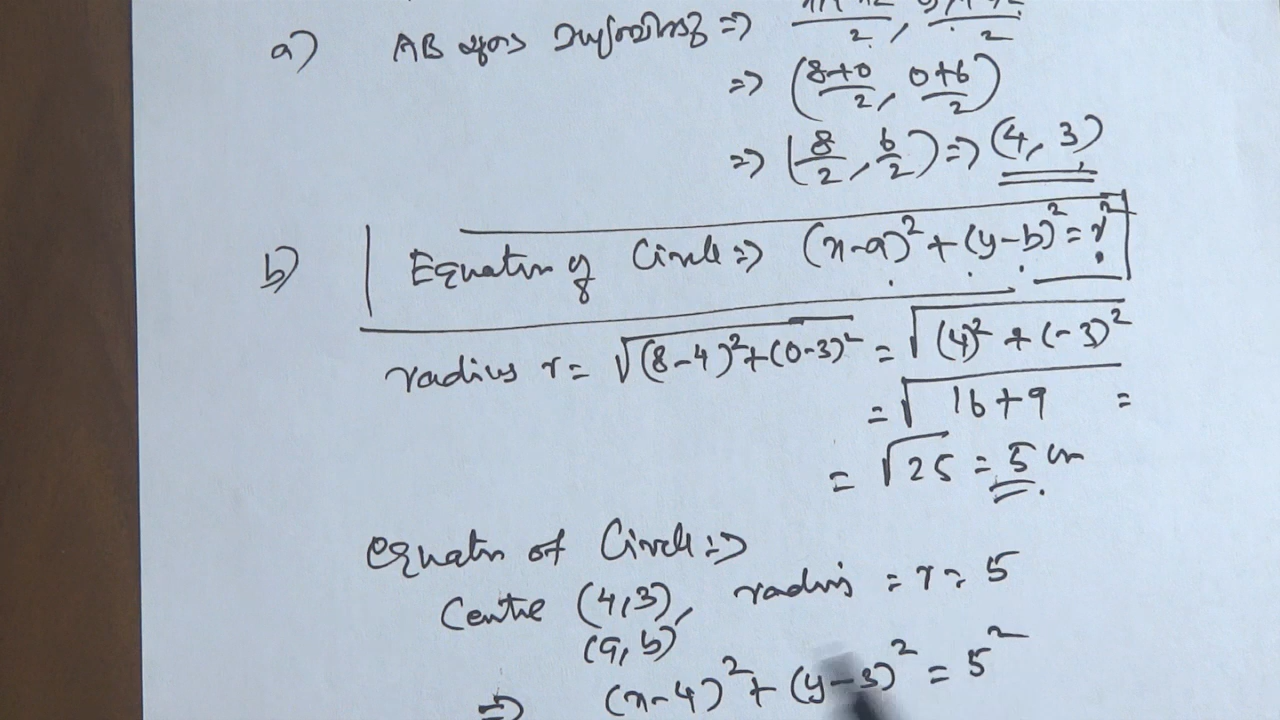 a) AB യുടെ മധ്യബിന്ദു ⇒ x₁+x₂/2, y₁+y₂/2
⇒ (8+0/2, 0+6/2)
⇒ (8/2, 6/2) ⇒ (4, 3)
b) Equation of Circle ⇒ (x-a)² + (y-b)² = r²
radius r = √(8-4)²+(0-3)² = √(4)² + (-3)²
= √16+9 =
= √25 = 5 cm
equation of Circle ⇒
Centre (4,3), radius = r = 5
(a, b)
⇒ (x-4)² + (y-3)² = 5²